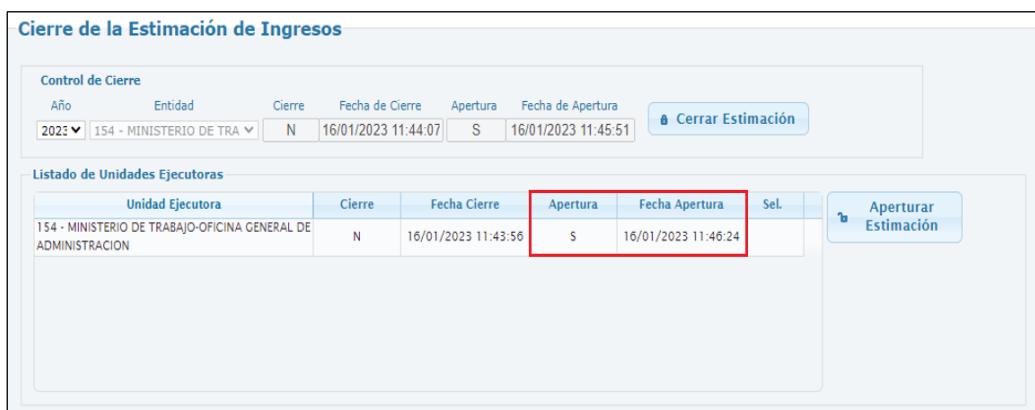 Cierre de la Estimación de Ingresos
Control de Cierre
Año Entidad Cierre Fecha de Cierre Apertura Fecha de Apertura
2023 154 - MINISTERIO DE TRA N 16/01/2023 11:44:07 S 16/01/2023 11:45:51 Cerrar Estimación
Listado de Unidades Ejecutoras
Unidad Ejecutora Cierre Fecha Cierre Apertura Fecha Apertura Sel.
154 - MINISTERIO DE TRABAJO-OFICINA GENERAL DE
ADMINISTRACION N 16/01/2023 11:43:56 S 16/01/2023 11:46:24
Aperturar
Estimación